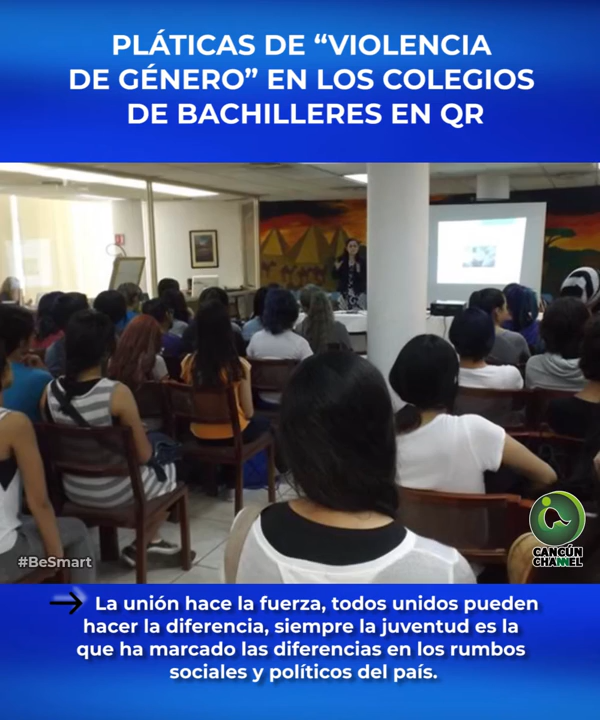 PLÁTICAS DE “VIOLENCIA
DE GÉNERO” EN LOS COLEGIOS
DE BACHILLERES EN QR
#BeSmart
CANCÚN
CHANNEL
La unión hace la fuerza, todos unidos pueden
hacer la diferencia, siempre la juventud es la
que ha marcado las diferencias en los rumbos
sociales y políticos del país.